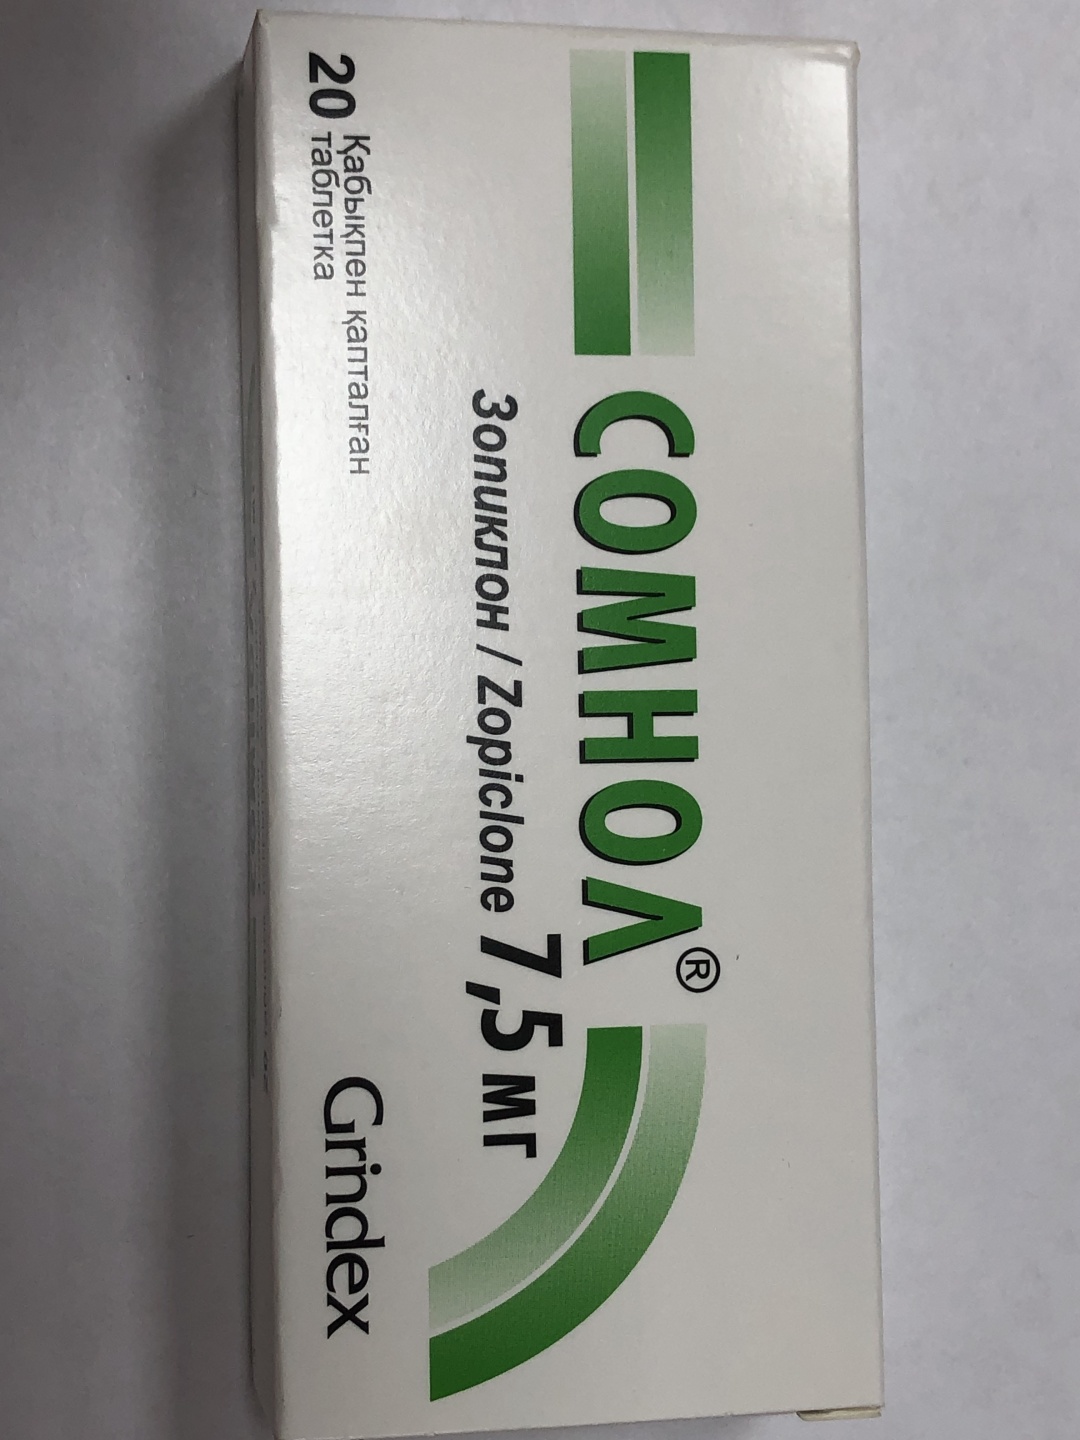 СОМНОЛ®
Зопиклон / Zopiclone 7,5 мг
20 Қабықпен қапталған
таблетка
Grindex